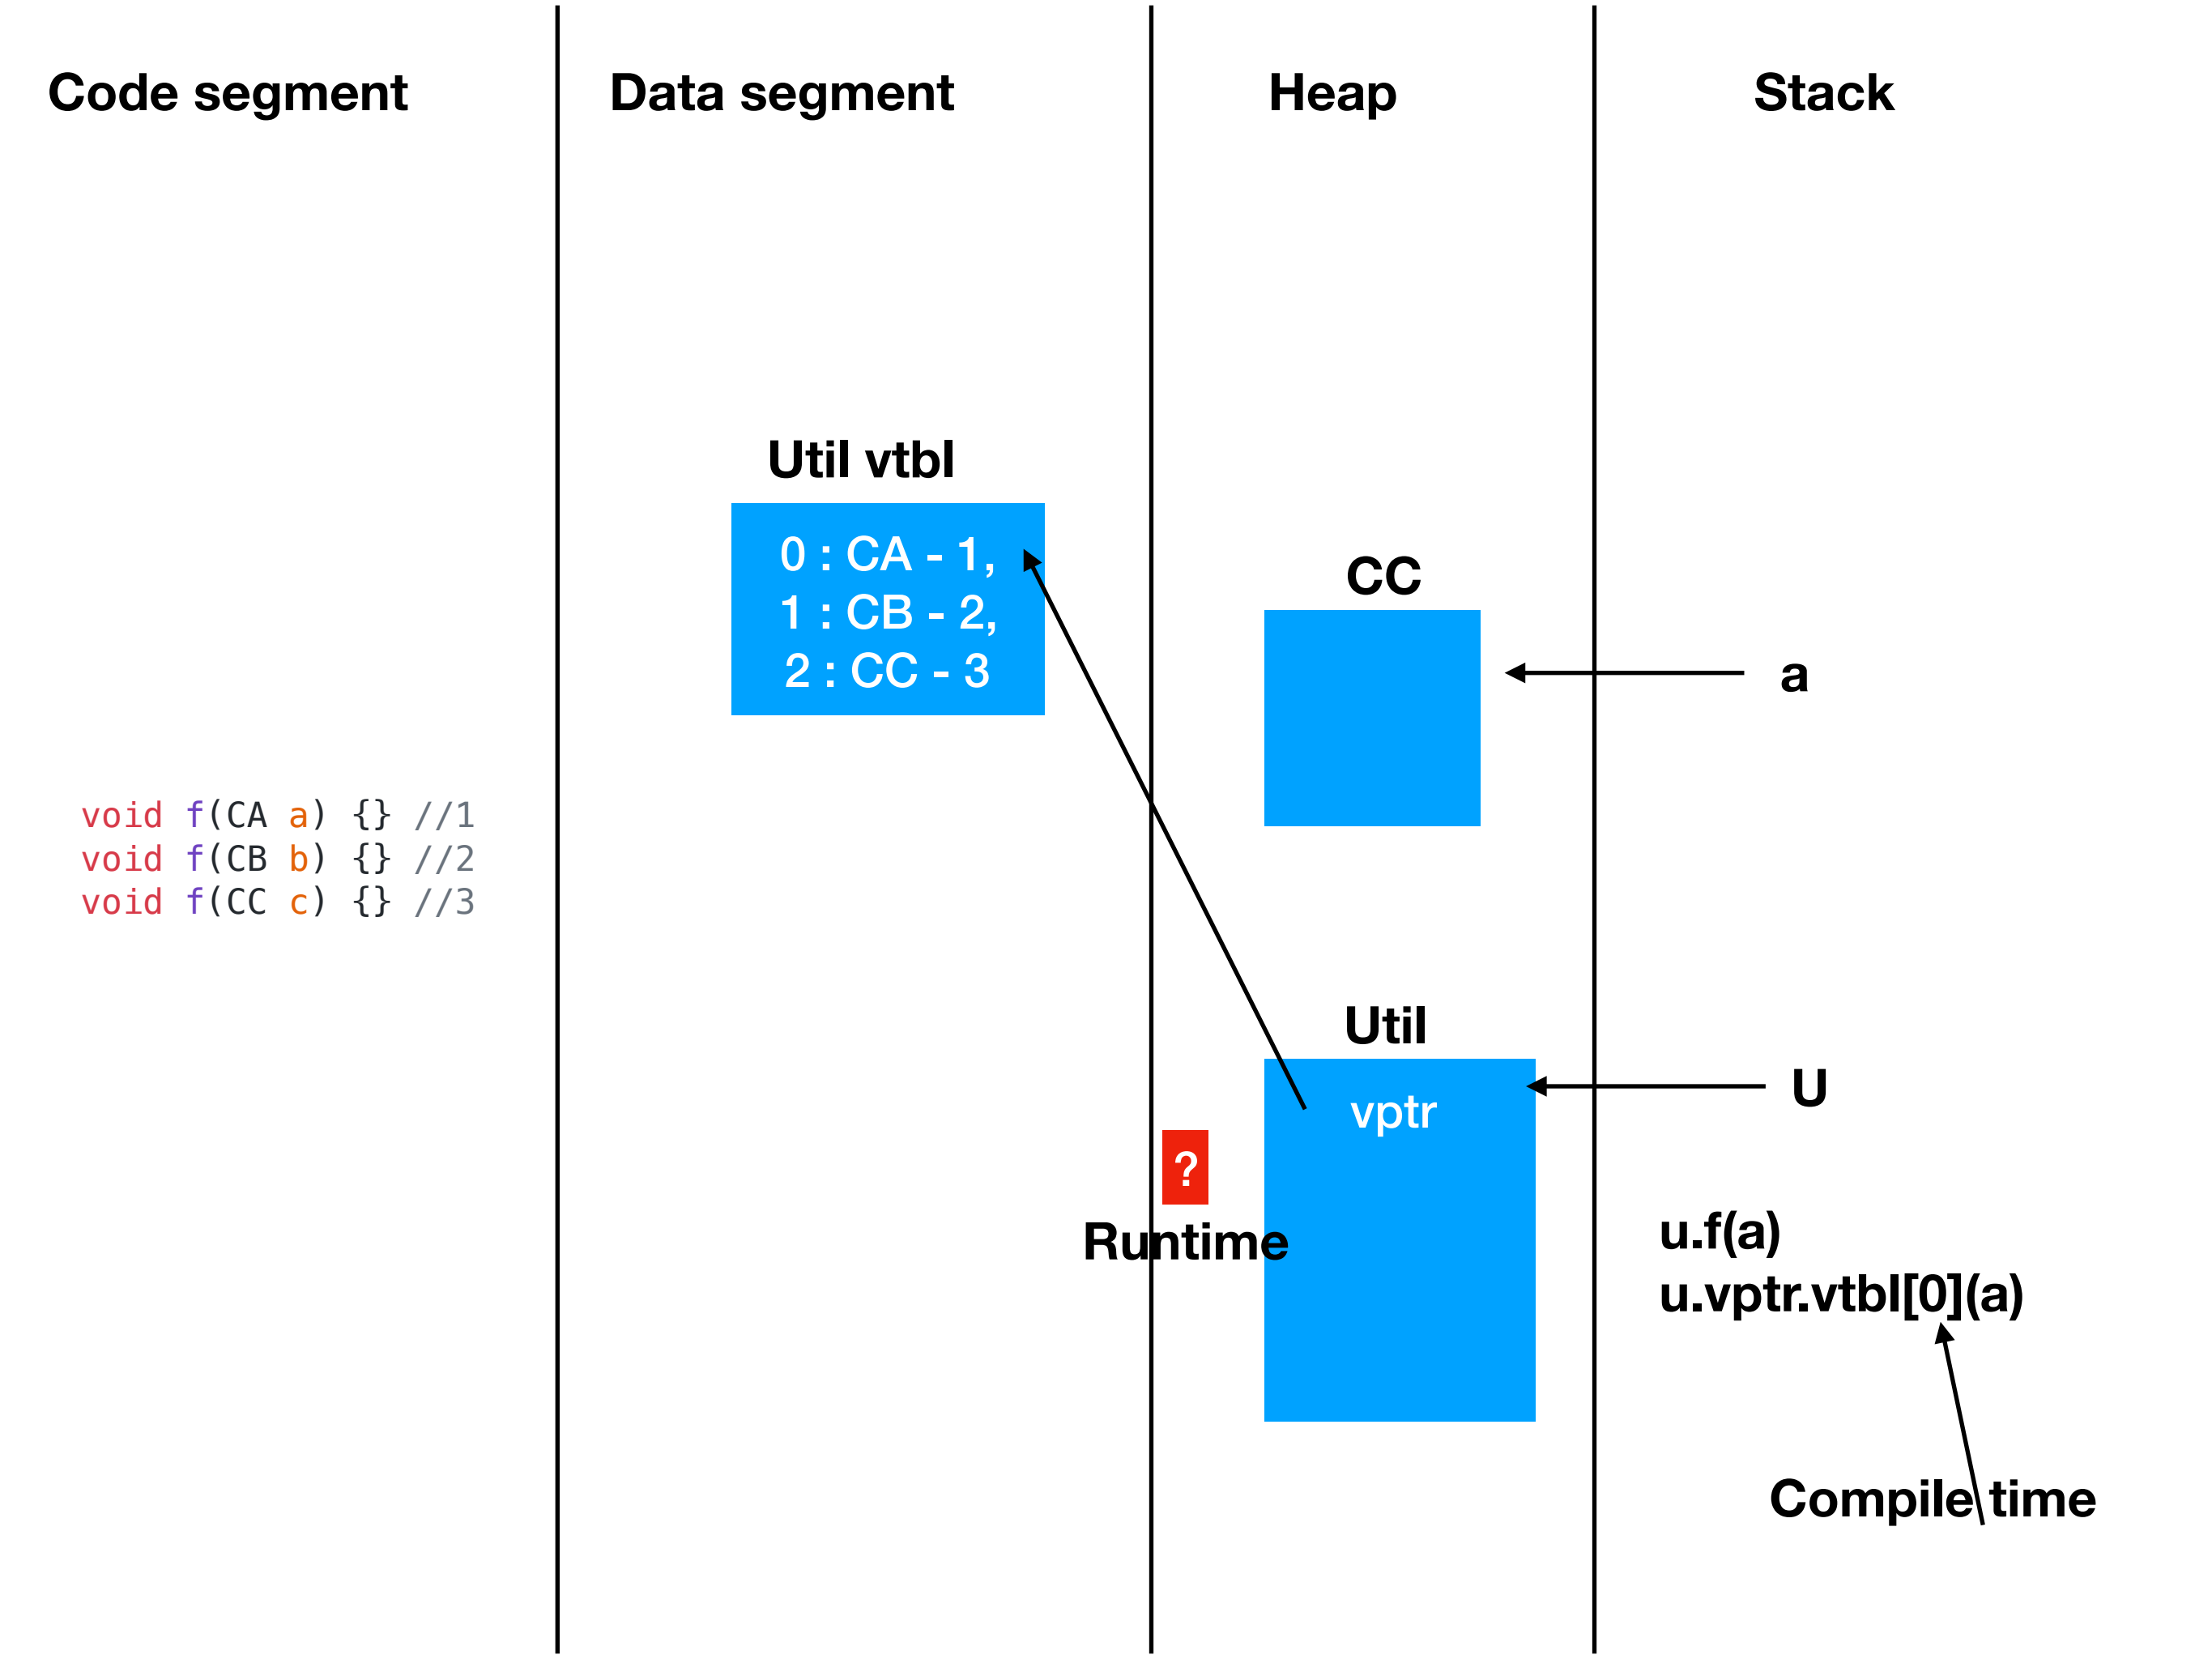 Code segment
Data segment
Heap
Stack
Util vtbl
0 : CA - 1,
1 : CB - 2,
2 : CC - 3
CC
a
void f(CA a) {} //1
void f(CB b) {} //2
void f(CC c) {} //3
Util
vptr
U
?
Runtime
u.f(a)
u.vptr.vtbl[0](a)
Compile time